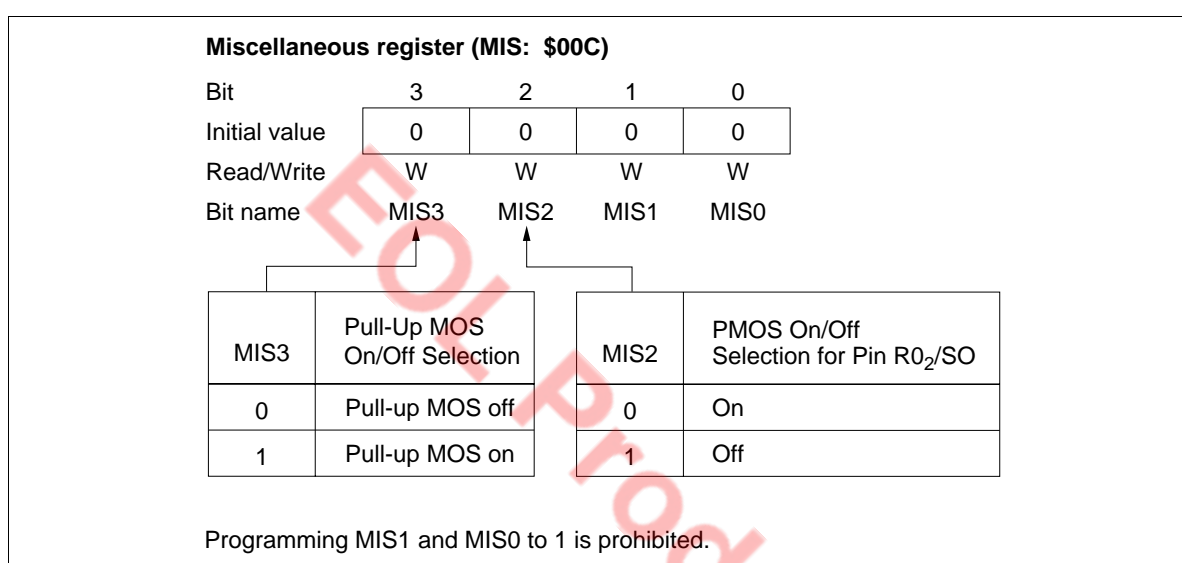 Miscellaneous register (MIS: $00C)
Bit 3 2 1 0
Initial value 0 0 0 0
Read/Write W W W W
Bit name MIS3 MIS2 MIS1 MIS0
MIS3 Pull-Up MOS
On/Off Selection
0 Pull-up MOS off
1 Pull-up MOS on
MIS2 PMOS On/Off
Selection for Pin R0₂/SO
0 On
1 Off
Programming MIS1 and MIS0 to 1 is prohibited.
EOL Prod